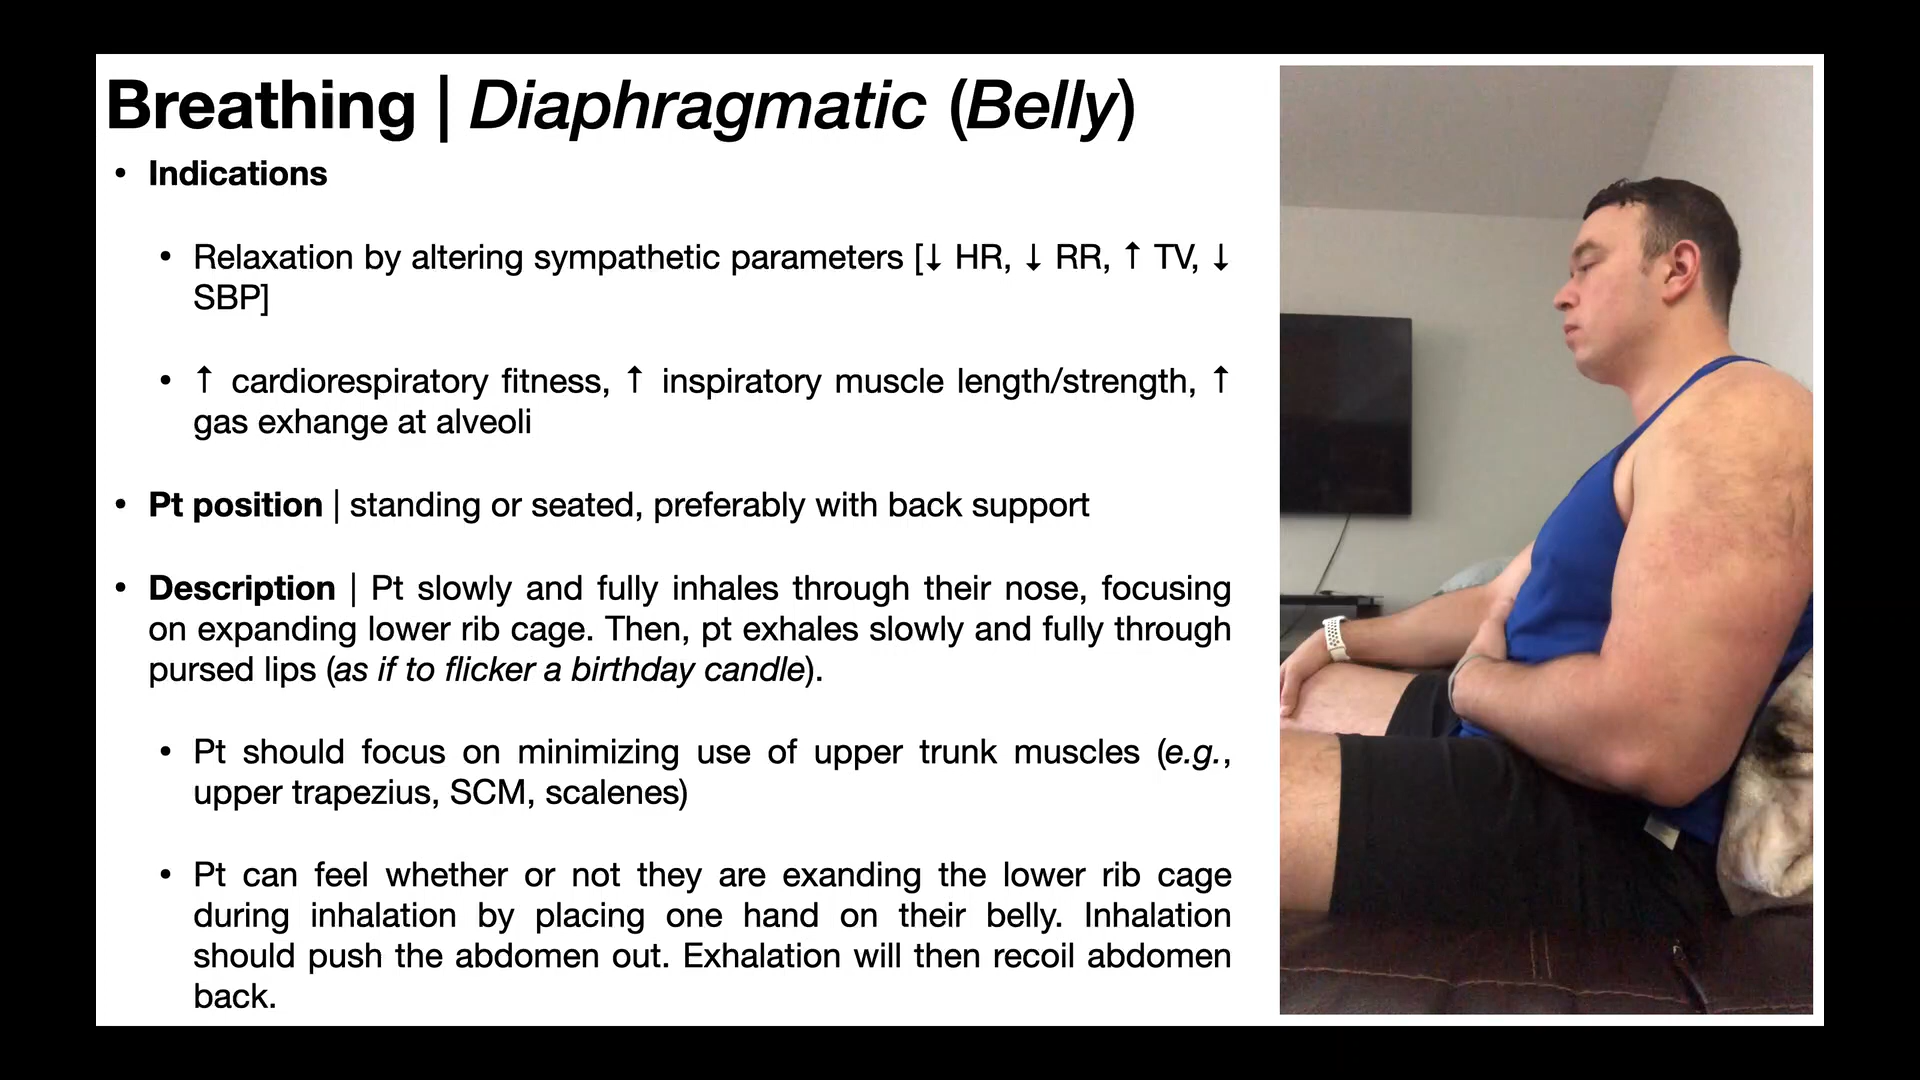 Breathing | Diaphragmatic (Belly)
• Indications
• Relaxation by altering sympathetic parameters [↓ HR, ↓ RR, ↑ TV, ↓
SBP]
• ↑ cardiorespiratory fitness, ↑ inspiratory muscle length/strength, ↑
gas exhange at alveoli
• Pt position | standing or seated, preferably with back support
• Description | Pt slowly and fully inhales through their nose, focusing
on expanding lower rib cage. Then, pt exhales slowly and fully through
pursed lips (as if to flicker a birthday candle).
• Pt should focus on minimizing use of upper trunk muscles (e.g.,
upper trapezius, SCM, scalenes)
• Pt can feel whether or not they are exanding the lower rib cage
during inhalation by placing one hand on their belly. Inhalation
should push the abdomen out. Exhalation will then recoil abdomen
back.